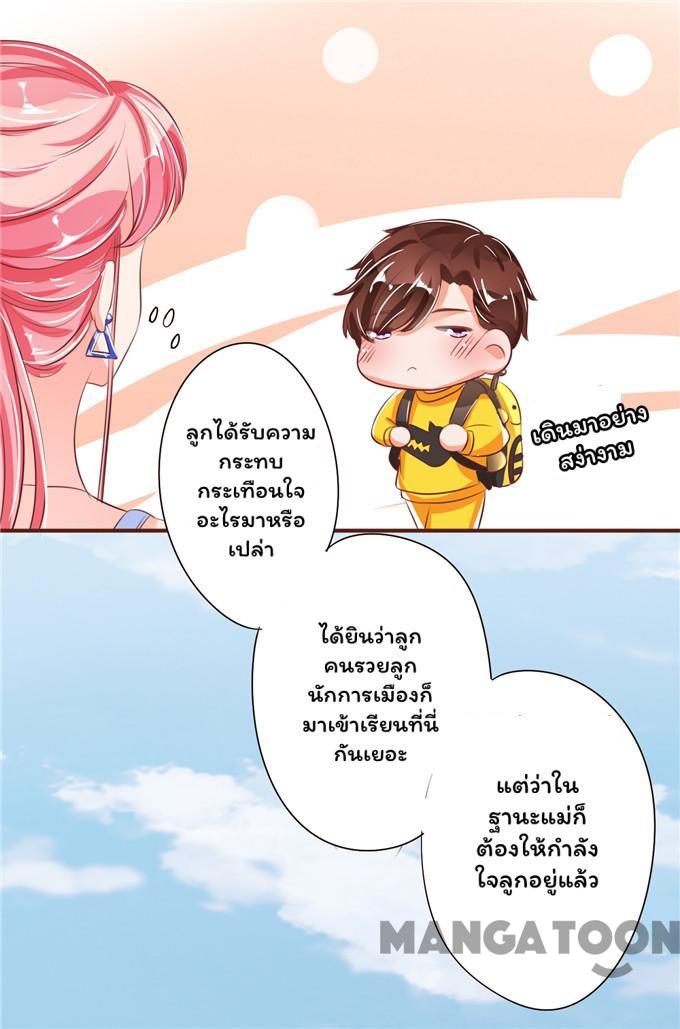 ลูกได้รับความ
กระทบ
กระเทือนใจ
อะไรมาหรือ
เปล่า
เดินมาอย่าง
สง่างาม
ได้ยินว่าลูก
คนรวยลูก
นักการเมืองก็
มาเข้าเรียนที่นี่
กันเยอะ
แต่ว่าใน
ฐานะแม่ก็
ต้องให้กำลัง
ใจลูกอยู่แล้ว
MANGATOON